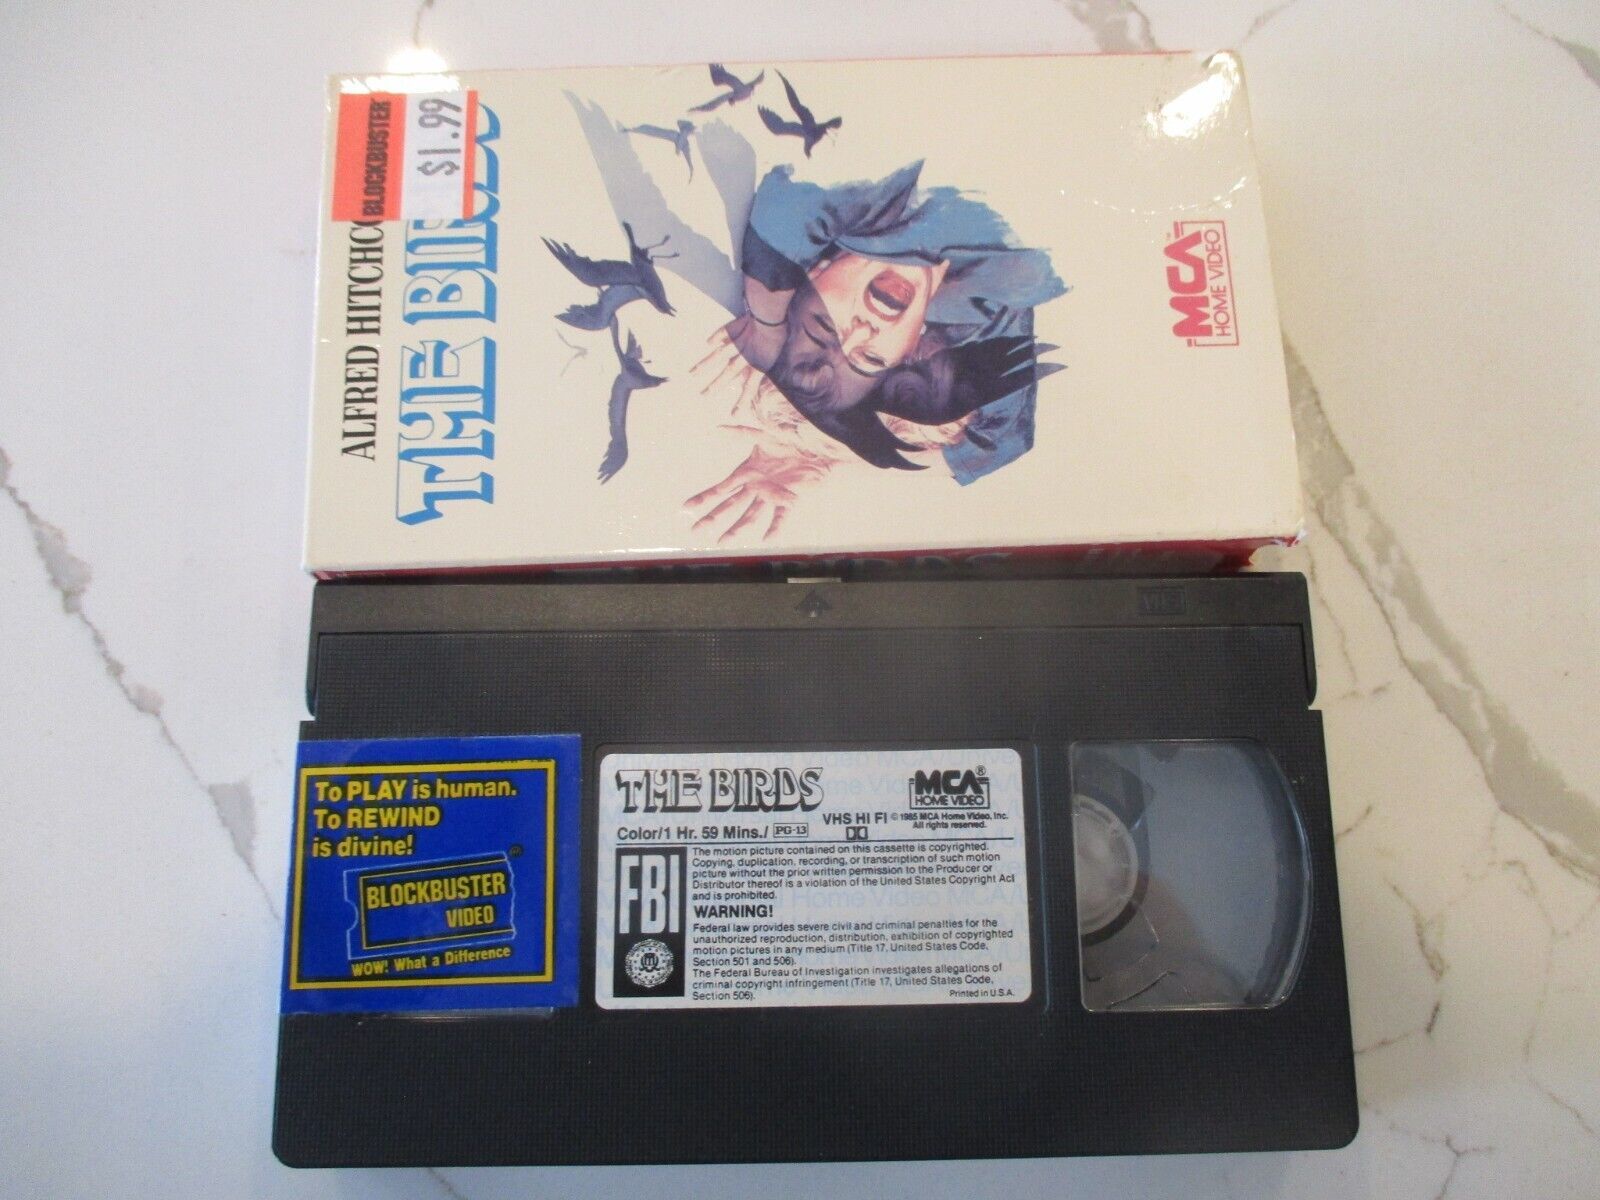 BLOCKBUSTER
$1.99
ALFRED HITCHCO
THE BIRDS
MCA
HOME VIDEO
VHS
To PLAY is human.
To REWIND
is divine!
BLOCKBUSTER
VIDEO
WOW! What a Difference
THE BIRDS
MCA®
HOME VIDEO
Color/1 Hr. 59 Mins./ PG-13
VHS HI FI
© 1985 MCA Home Video, Inc.
All rights reserved.
FBI
The motion picture contained on this cassette is copyrighted.
Copying, duplication, recording, or transcription of such motion
picture without the prior written permission to the Producer or
Distributor thereof is a violation of the United States Copyright Act
and is prohibited.
WARNING!
Federal law provides severe civil and criminal penalties for the
unauthorized reproduction, distribution, exhibition of copyrighted
motion pictures in any medium (Title 17, United States Code,
Section 501 and 506).
The Federal Bureau of Investigation investigates allegations of
criminal copyright infringement (Title 17, United States Code,
Section 506).
Printed in U.S.A.